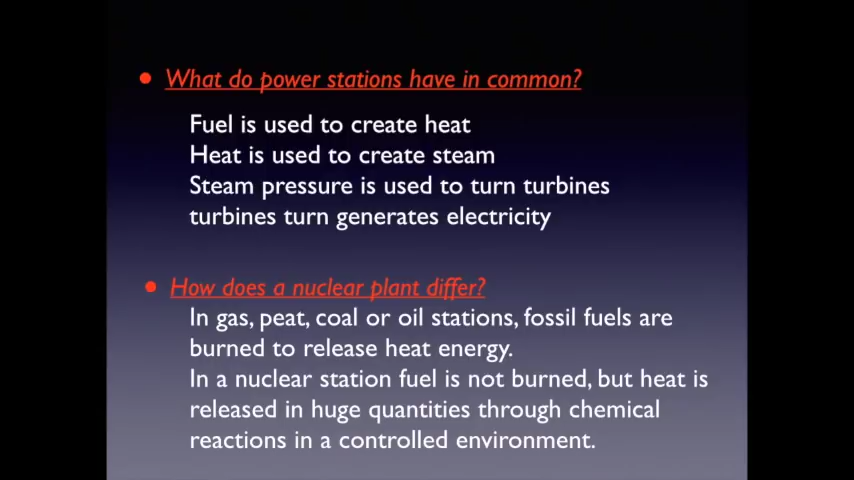 • What do power stations have in common?
Fuel is used to create heat
Heat is used to create steam
Steam pressure is used to turn turbines
turbines turn generates electricity
• How does a nuclear plant differ?
In gas, peat, coal or oil stations, fossil fuels are
burned to release heat energy.
In a nuclear station fuel is not burned, but heat is
released in huge quantities through chemical
reactions in a controlled environment.